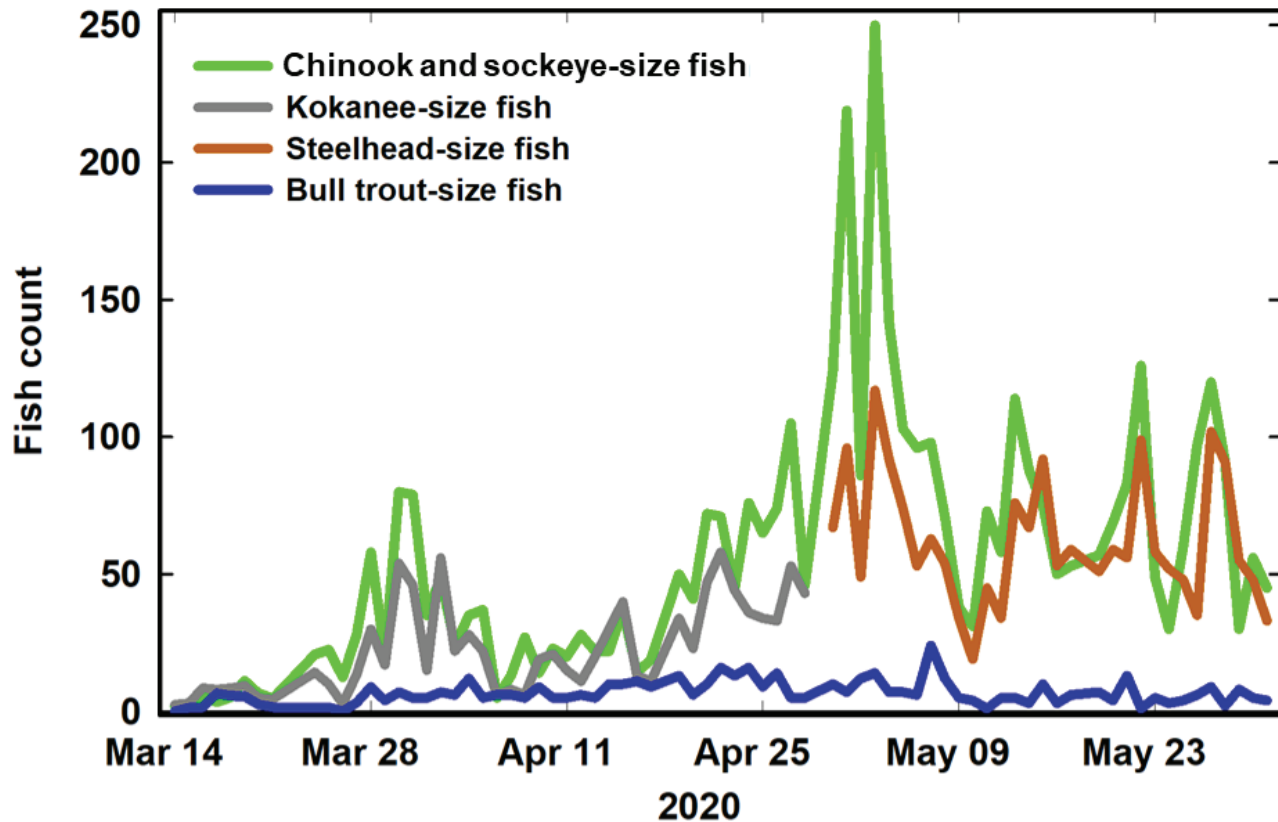 250
200
150
100
50
0
Fish count
Chinook and sockeye-size fish
Kokanee-size fish
Steelhead-size fish
Bull trout-size fish
Mar 14 Mar 28 Apr 11 Apr 25 May 09 May 23
2020